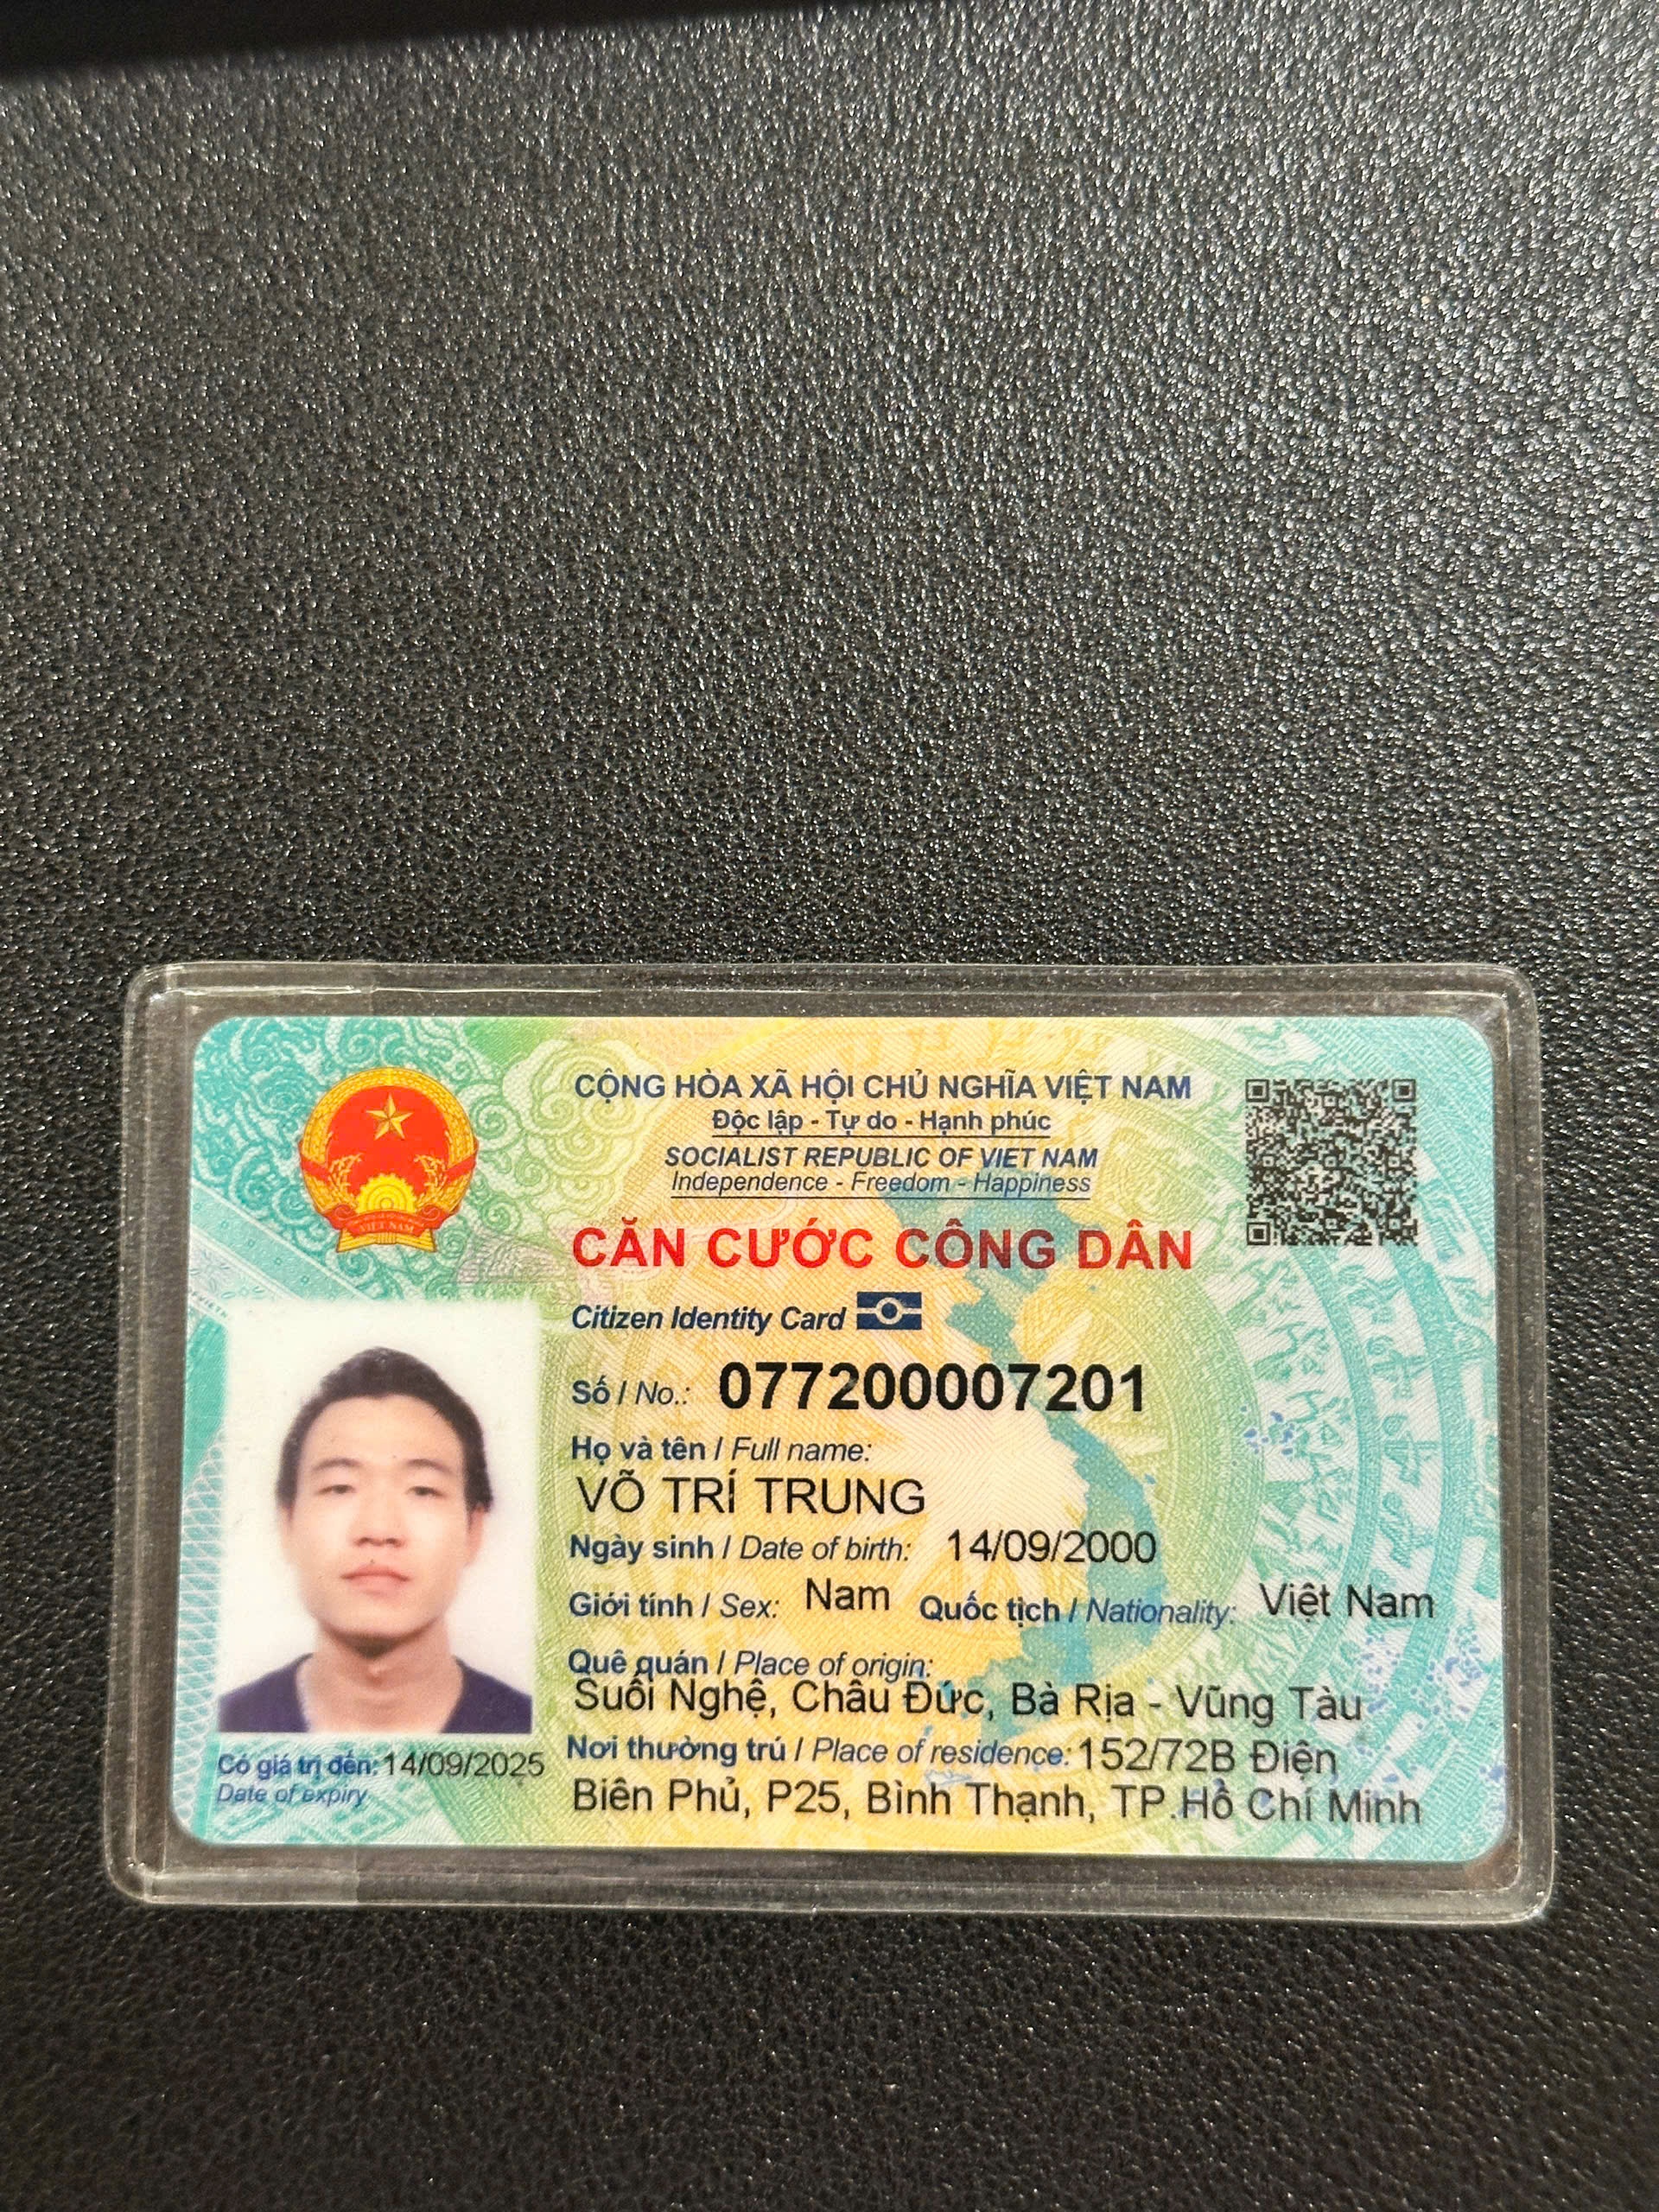 CỘNG HÒA XÃ HỘI CHỦ NGHĨA VIỆT NAM
Độc lập - Tự do - Hạnh phúc
SOCIALIST REPUBLIC OF VIET NAM
Independence - Freedom - Happiness
CĂN CƯỚC CÔNG DÂN
Citizen Identity Card
Số / No.: 077200007201
Họ và tên / Full name:
VÕ TRÍ TRUNG
Ngày sinh / Date of birth: 14/09/2000
Giới tính / Sex: Nam Quốc tịch / Nationality: Việt Nam
Quê quán / Place of origin:
Suối Nghệ, Châu Đức, Bà Rịa - Vũng Tàu
Nơi thường trú / Place of residence: 152/72B Điện
Biên Phủ, P25, Bình Thạnh, TP.Hồ Chí Minh
Có giá trị đến: 14/09/2025
Date of expiry
VIỆT NAM